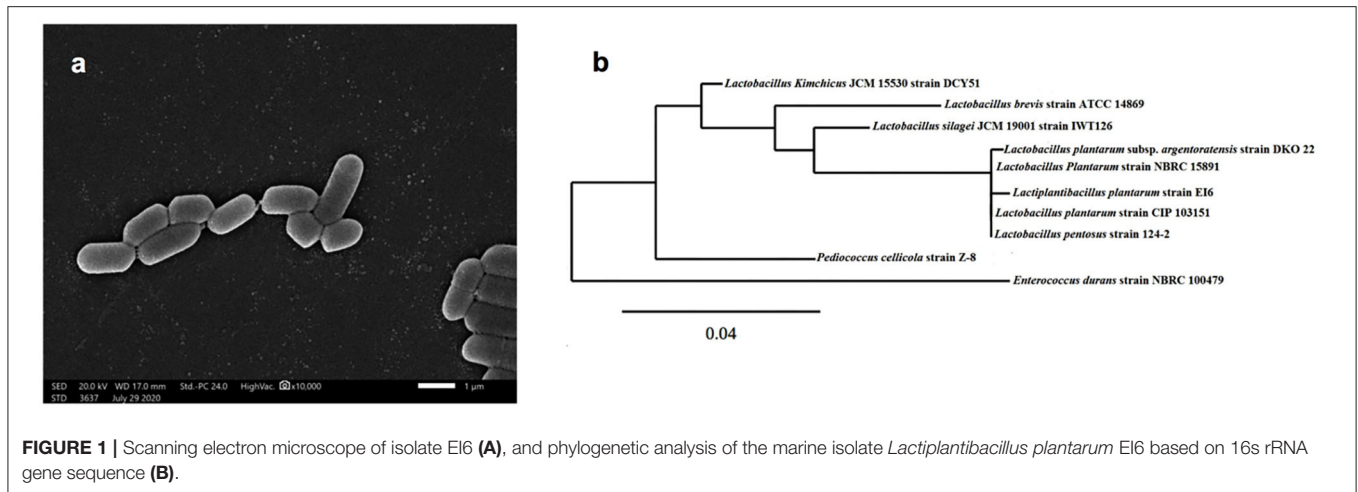 a
SED 20.0 kV WD 17.0 mm Std.-PC 24.0 HighVac. x10,000 1 µm
STD 3637 July 29 2020
b
Lactobacillus Kimchicus JCM 15530 strain DCY51
Lactobacillus brevis strain ATCC 14869
Lactobacillus silagei JCM 19001 strain IWT126
Lactobacillus plantarum subsp. argentoratensis strain DKO 22
Lactobacillus Plantarum strain NBRC 15891
Lactiplantibacillus plantarum strain EI6
Lactobacillus plantarum strain CIP 103151
Lactobacillus pentosus strain 124-2
Pediococcus cellicola strain Z-8
Enterococcus durans strain NBRC 100479
0.04
FIGURE 1 | Scanning electron microscope of isolate EI6 (A), and phylogenetic analysis of the marine isolate Lactiplantibacillus plantarum EI6 based on 16s rRNA
gene sequence (B).